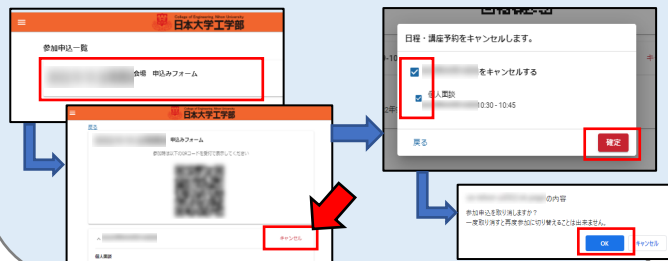 College of Engineering, Nihon University
日本大学工学部
参加申込一覧
会場 申込みフォーム
College of Engineering, Nihon University
日本大学工学部
戻る
申込みフォーム
参加時は以下のQRコードを受付で提示してください
キャンセル
個人面談
日程・講座予約をキャンセルします。
をキャンセルする
個人面談
10:30 - 10:45
戻る
確定
の内容
参加申込を取り消しますか?
一度取り消すと再度参加に切り替えることは出来ません。
OK
キャンセル